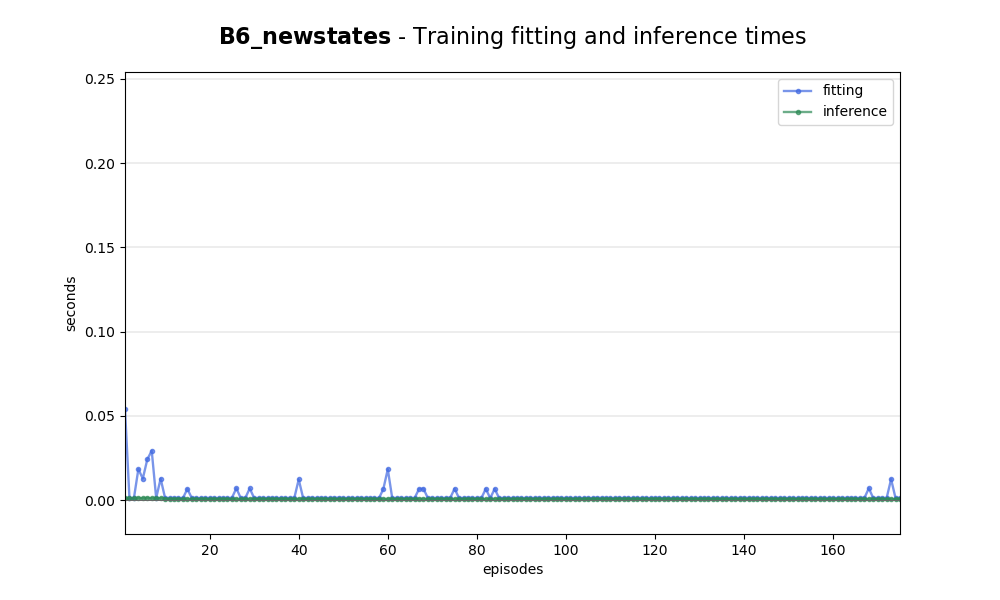 B6_newstates - Training fitting and inference times
0.25
0.20
0.15
0.10
0.05
0.00
seconds
fitting
inference
20 40 60 80 100 120 140 160
episodes